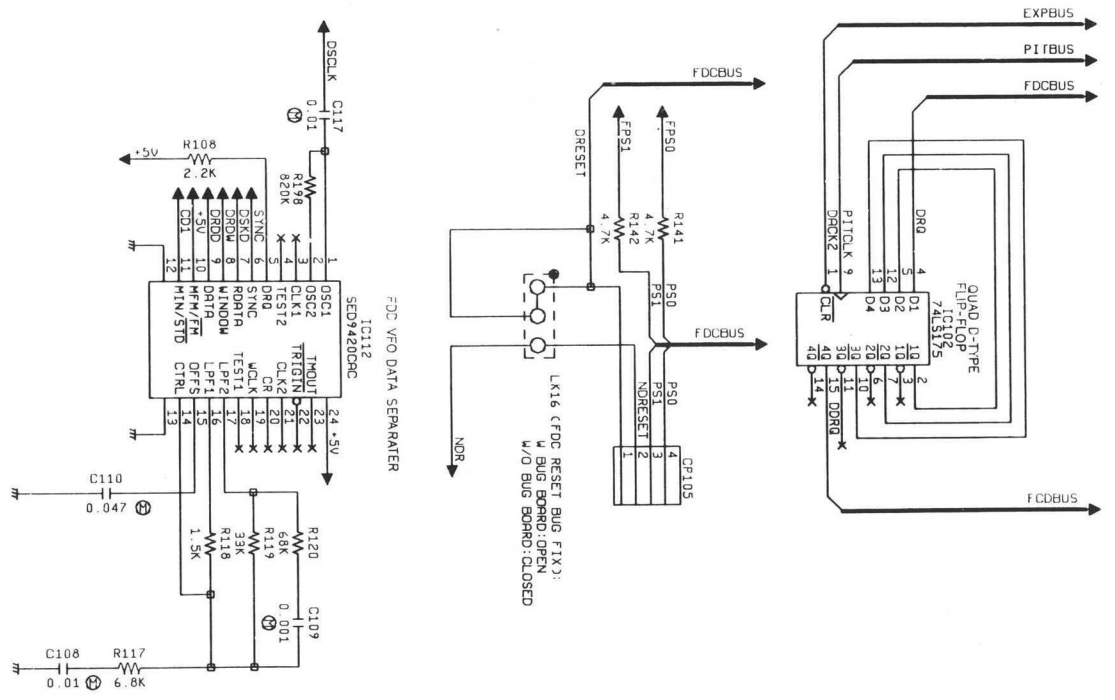 EXPBUS
PITBUS
FDCBUS
FDCBUS
DSCLK
C117
0.01
M
+5V
R108
2.2K
R198
820K
CD1
+5V
DRDD
DRDW
DSKD
SYNC
12
11
10
9
8
7
6
5
4
3
2
1
MIN/STD
MFM/FM
DATA
WINDOW
RDATA
SYNC
DRQ
TEST2
CLK1
OSC2
OSC1
IC112
SED9420CAC
CTRL
OFFS
LPF1
LPF2
TEST1
WCLK
CR
CLK2
TRIGIN
TMOUT
13
14
15
16
17
18
19
20
21
22
23
24
+5V
FDC VFO DATA SEPARATER
C110
0.047
M
R118
1.5K
R119
33K
R120
68K
C109
0.001
M
C108
0.01
M
R117
6.8K
DRESET
FPS1
FPS0
R142
4.7K
R141
4.7K
PS1
PS0
FDCBUS
LK16 (FDC RESET BUG FIX):
W BUG BOARD:OPEN
W/O BUG BOARD:CLOSED
NDR
NDRESET
PS1
PS0
1
2
3
4
CP105
DACK2
PITCLK
DRQ
1
9
13
12
5
4
CLR
D4
D3
D2
D1
QUAD D-TYPE
FLIP-FLOP
IC102
74LS175
4Q
4Q
3Q
3Q
2Q
2Q
1Q
1Q
14
15
11
10
6
7
3
2
DDRQ
FCDBUS